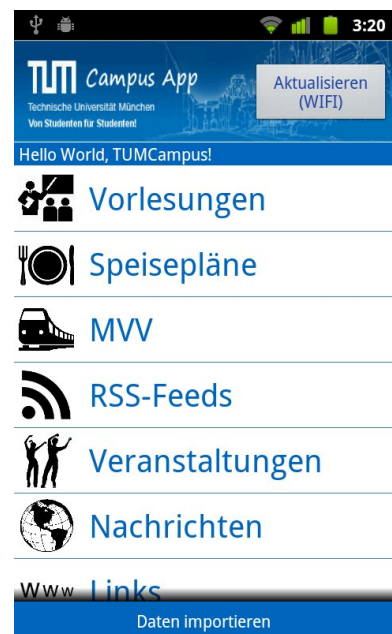 3:20
TUM Campus App
Technische Universität München
Von Studenten für Studenten!
Aktualisieren
(WIFI)
Hello World, TUMCampus!
Vorlesungen
Speisepläne
MVV
RSS-Feeds
Veranstaltungen
Nachrichten
Www Links
Daten importieren